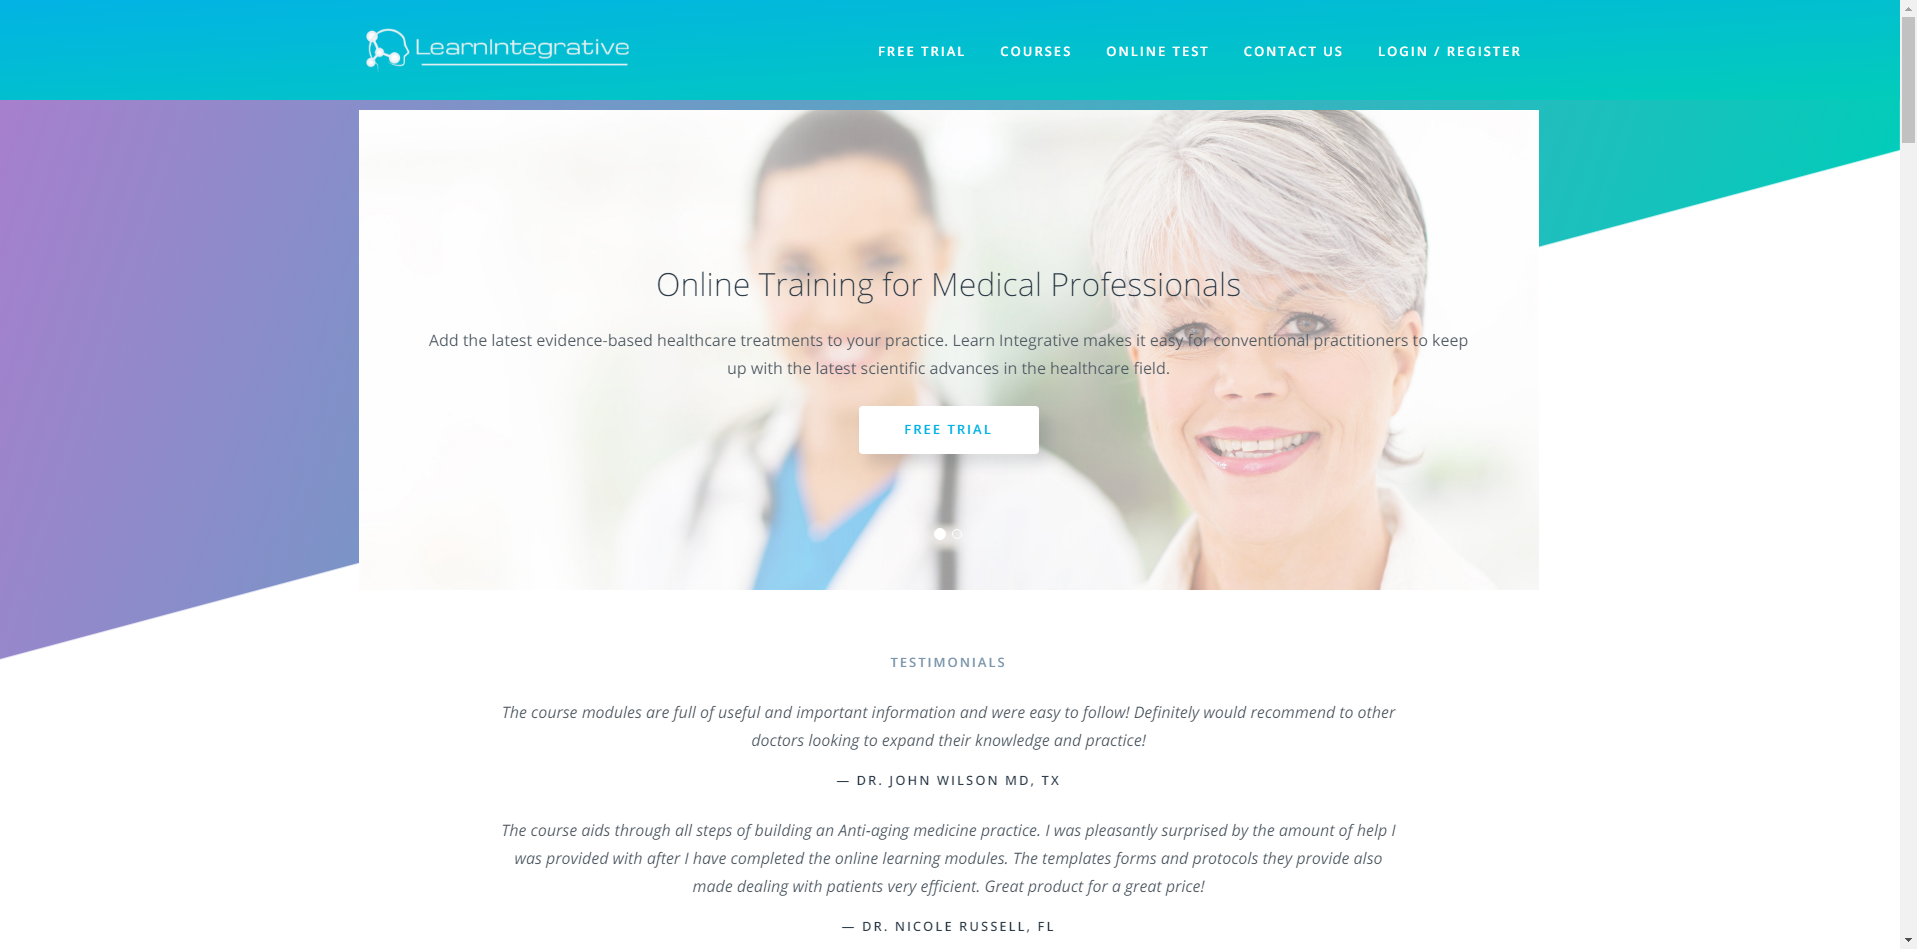 LearnIntegrative
FREE TRIAL
COURSES
ONLINE TEST
CONTACT US
LOGIN / REGISTER
Online Training for Medical Professionals
Add the latest evidence-based healthcare treatments to your practice. Learn Integrative makes it easy for conventional practitioners to keep
up with the latest scientific advances in the healthcare field.
FREE TRIAL
TESTIMONIALS
The course modules are full of useful and important information and were easy to follow! Definitely would recommend to other
doctors looking to expand their knowledge and practice!
— DR. JOHN WILSON MD, TX
The course aids through all steps of building an Anti-aging medicine practice. I was pleasantly surprised by the amount of help I
was provided with after I have completed the online learning modules. The templates forms and protocols they provide also
made dealing with patients very efficient. Great product for a great price!
— DR. NICOLE RUSSELL, FL